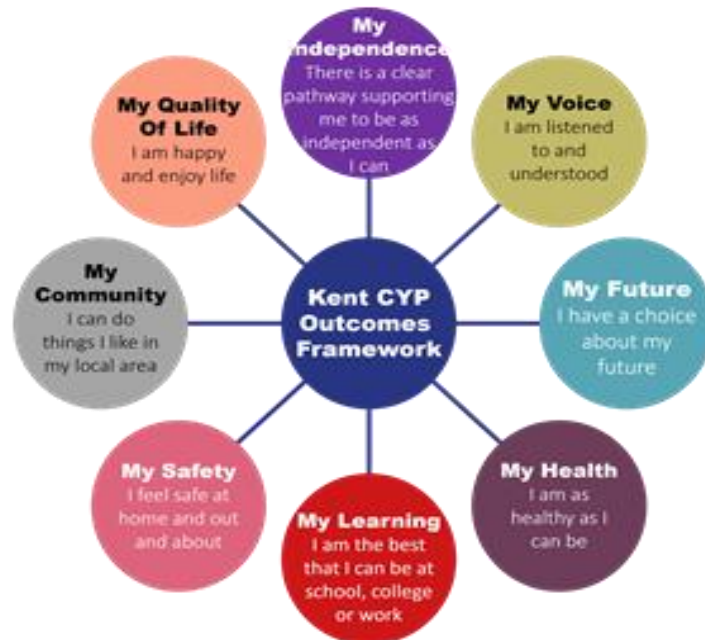 My
Independence
There is a clear
pathway supporting
me to be as
independent as
I can
My Voice
I am listened
to and
understood
My Future
I have a choice
about my
future
My Health
I am as
healthy as I
can be
My Learning
I am the best
that I can be at
school, college
or work
My Safety
I feel safe at
home and out
and about
My
Community
I can do
things I like in
my local area
My Quality
Of Life
I am happy
and enjoy life
Kent CYP
Outcomes
Framework